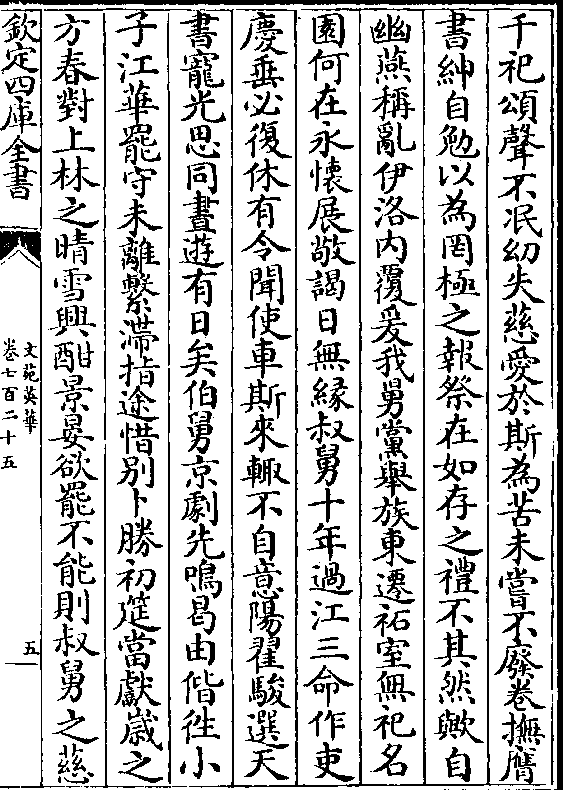 千祀頌聲不泯幼失慈愛於斯為苦未嘗不廢卷撫膺
書紳自勉以為罔極之報祭在如存之禮不其然歟自
幽燕稱亂伊洛内覆爰我舅黨舉族東遷祏室無祀名
園何在永懷展敬謁日無緣叔舅十年過江三命作吏
慶垂必復休有令聞使車斯來輙不自意陽翟駿選天
書寵光思同晝遊有日矣伯舅京劇先鳴曷由偕徃小
子江華罷守未離繫滯指途惜别卜勝初筵當獻嵗之
方春對上林之晴雪興酣景晏欲罷不能則叔舅之慈
欽定四庫全書
文苑英華
卷七百二十五
五